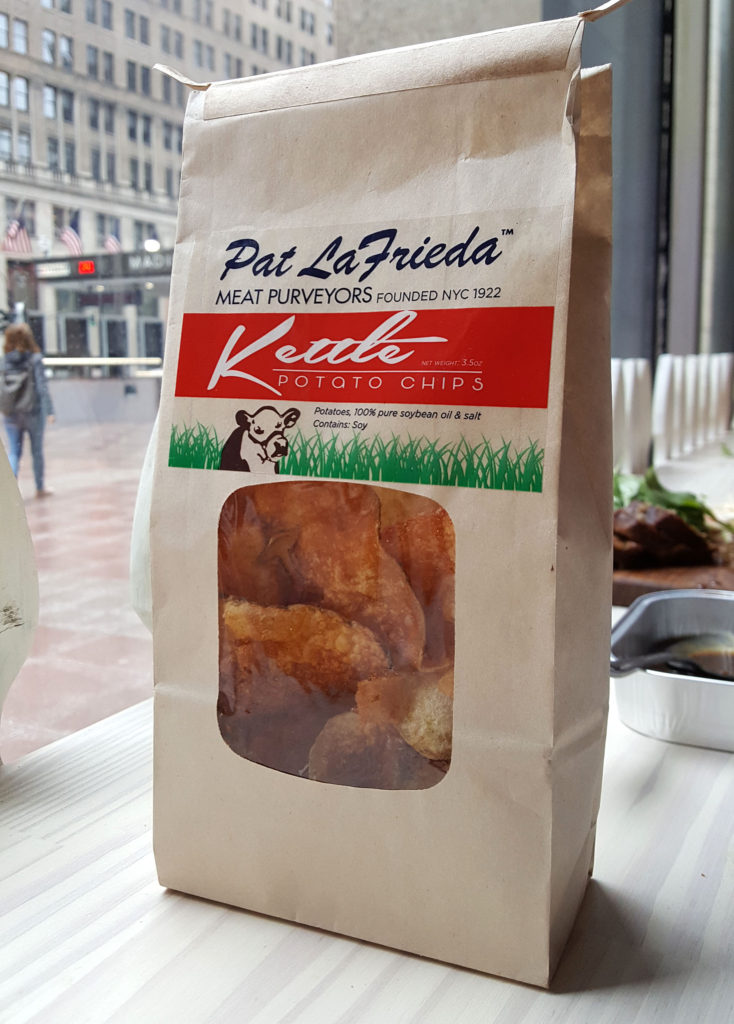 Pat LaFrieda™
MEAT PURVEYORS FOUNDED NYC 1922
Kettle
NET WEIGHT: 3.5OZ
POTATO CHIPS
Potatoes, 100% pure soybean oil & salt
Contains: Soy